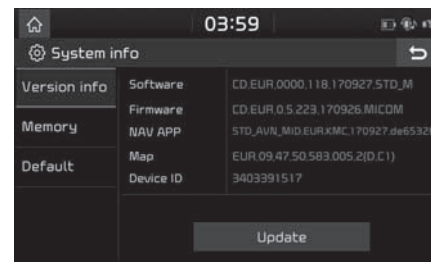 03:59
System info
Version info
Software CD.EUR.0000.118.170927.STD_M
Firmware CD.EUR.0.5.223.170926.MICOM
Memory
NAV APP STD_AVN_MID.EUR.KMC.170927.de6532
Map EUR.09.47.50.583.005.2(D.C1)
Default
Device ID 3403391517
Update